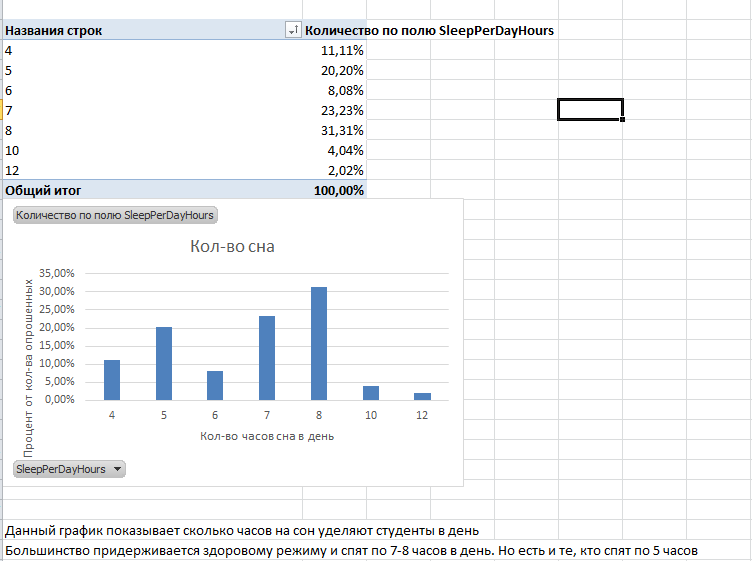 Названия строк Количество по полю SleepPerDayHours
4 11,11%
5 20,20%
6 8,08%
7 23,23%
8 31,31%
10 4,04%
12 2,02%
Общий итог 100,00%
Количество по полю SleepPerDayHours
Кол-во сна
Процент от кол-ва опрошенных
35,00%
30,00%
25,00%
20,00%
15,00%
10,00%
5,00%
0,00%
4 5 6 7 8 10 12
Кол-во часов сна в день
SleepPerDayHours
Данный график показывает сколько часов на сон уделяют студенты в день
Большинство придерживается здоровому режиму и спят по 7-8 часов в день. Но есть и те, кто спят по 5 часов